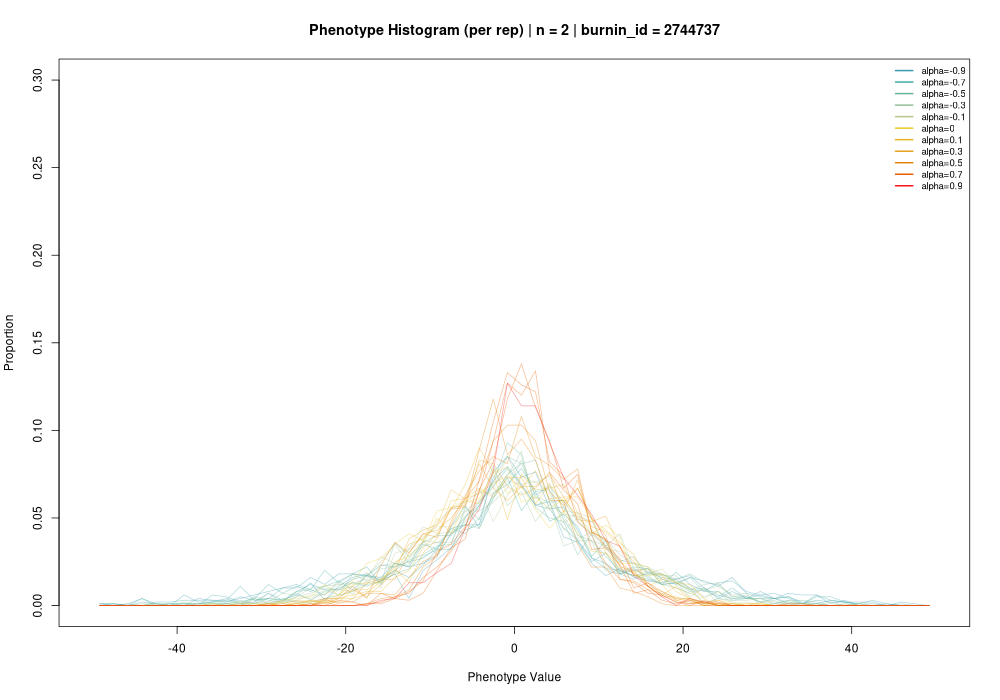 Phenotype Histogram (per rep) | n = 2 | burnin_id = 2744737
Proportion
0.30
0.25
0.20
0.15
0.10
0.05
0.00
alpha=-0.9
alpha=-0.7
alpha=-0.5
alpha=-0.3
alpha=-0.1
alpha=0
alpha=0.1
alpha=0.3
alpha=0.5
alpha=0.7
alpha=0.9
-40 -20 0 20 40
Phenotype Value